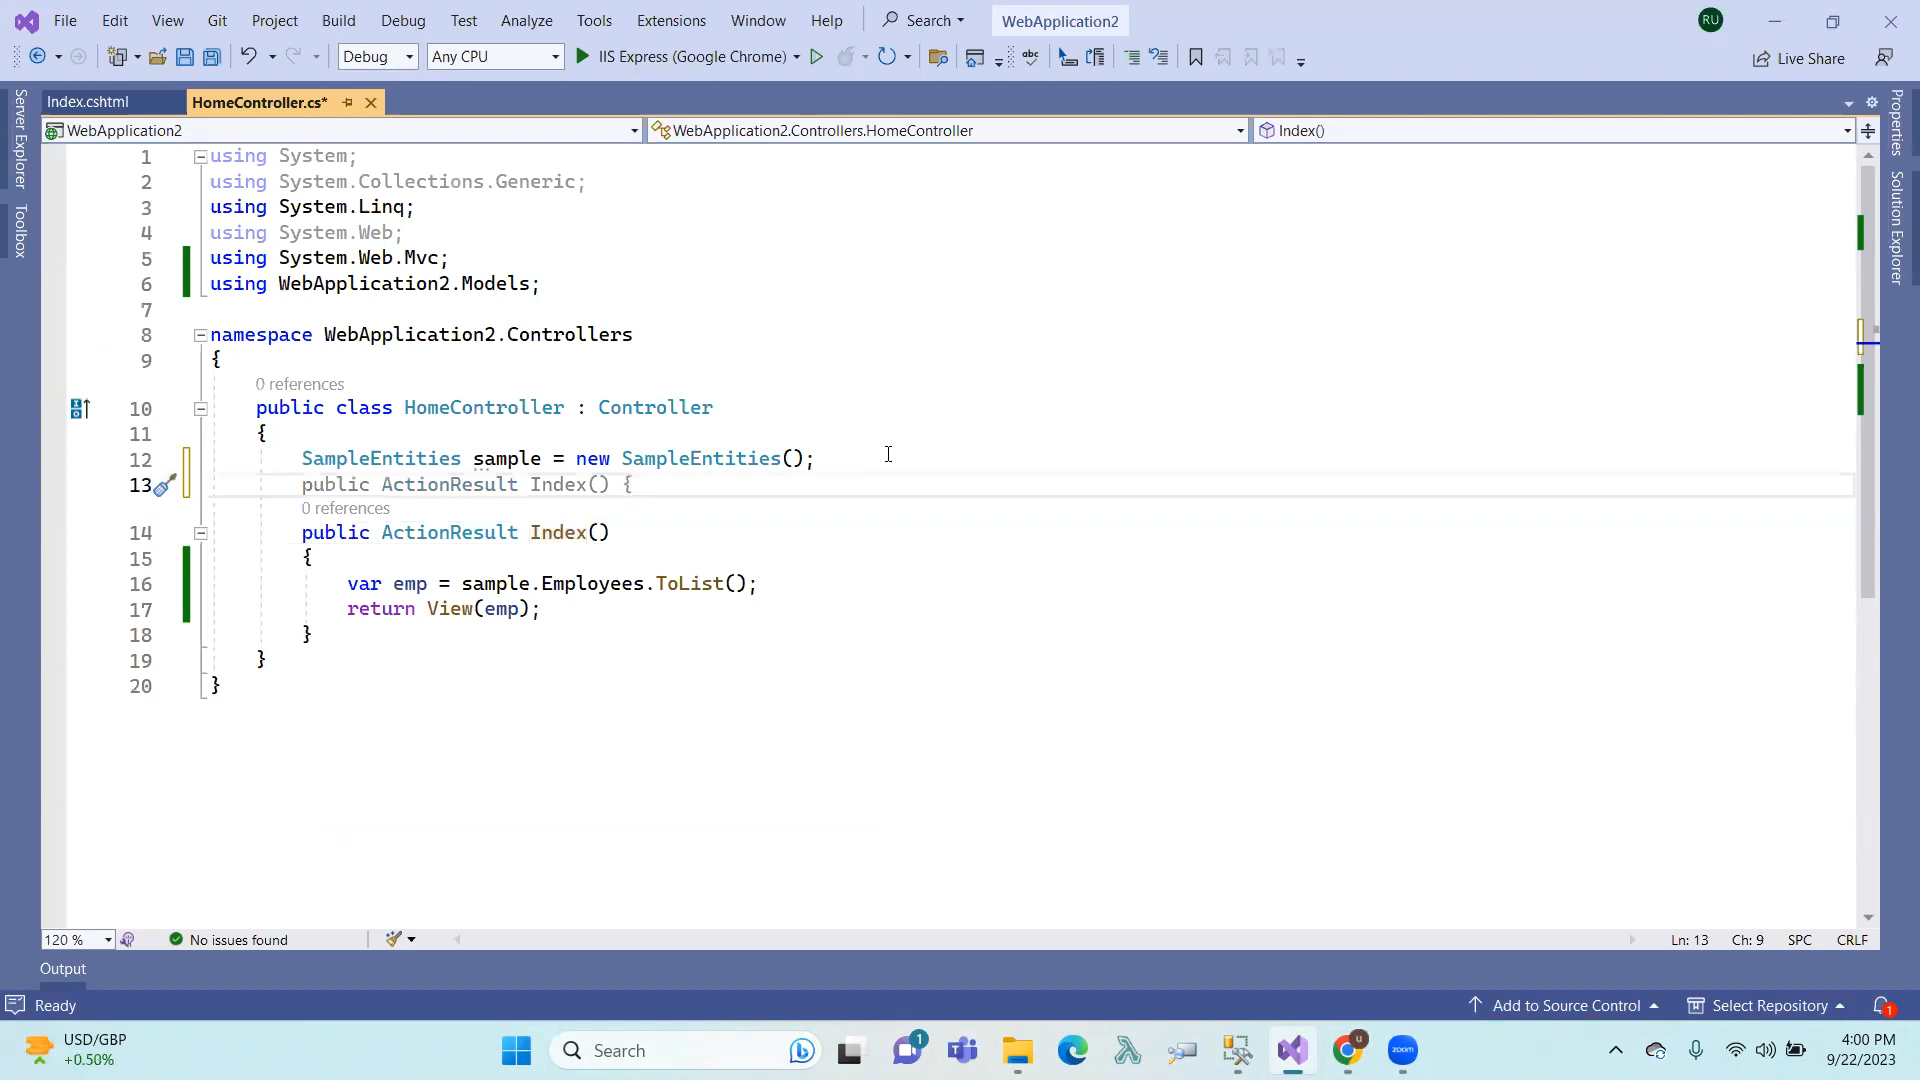 File Edit View Git Project Build Debug Test Analyze Tools Extensions Window Help Search WebApplication2 RU
Debug Any CPU IIS Express (Google Chrome) Live Share
Index.cshtml HomeController.cs*
WebApplication2 WebApplication2.Controllers.HomeController Index()
Server Explorer
Toolbox
Properties
Solution Explorer
1 using System;
2 using System.Collections.Generic;
3 using System.Linq;
4 using System.Web;
5 using System.Web.Mvc;
6 using WebApplication2.Models;
7
8 namespace WebApplication2.Controllers
9 {
0 references
10 public class HomeController : Controller
11 {
12 SampleEntities sample = new SampleEntities();
13 public ActionResult Index() {
0 references
14 public ActionResult Index()
15 {
16 var emp = sample.Employees.ToList();
17 return View(emp);
18 }
19 }
20 }
120 % No issues found Ln: 13 Ch: 9 SPC CRLF
Output
Ready Add to Source Control Select Repository 1
USD/GBP
+0.50%
Search 1 zoom
4:00 PM
9/22/2023